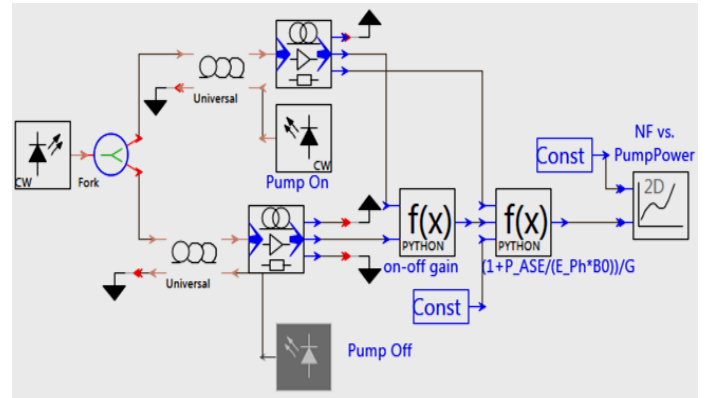 Universal
CW
Pump On
CW
Fork
NF vs.
PumpPower
Const
2D
f(x)
PYTHON
on-off gain
f(x)
PYTHON
(1+P_ASE/(E_Ph*B0))/G
Universal
Const
Pump Off